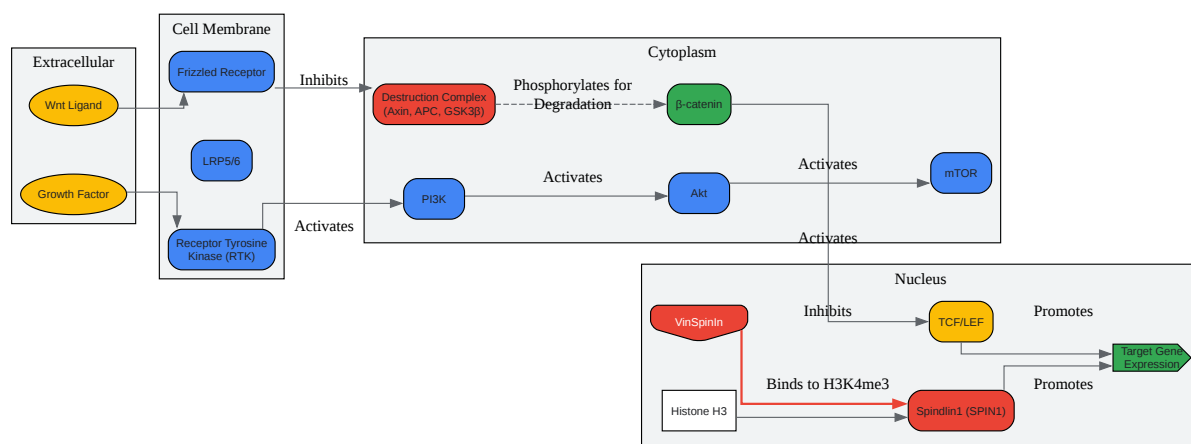 Cell Membrane
Extracellular
Cytoplasm
Frizzled Receptor
Inhibits
Wnt Ligand
Destruction Complex
(Axin, APC, GSK3β)
Phosphorylates for
Degradation
β-catenin
LRP5/6
Growth Factor
PI3K
Activates
Akt
Activates
mTOR
Receptor Tyrosine
Kinase (RTK)
Activates
Activates
Nucleus
VinSpinIn
Inhibits
TCF/LEF
Promotes
Target Gene
Expression
Histone H3
Binds to H3K4me3
Spindlin1 (SPIN1)
Promotes